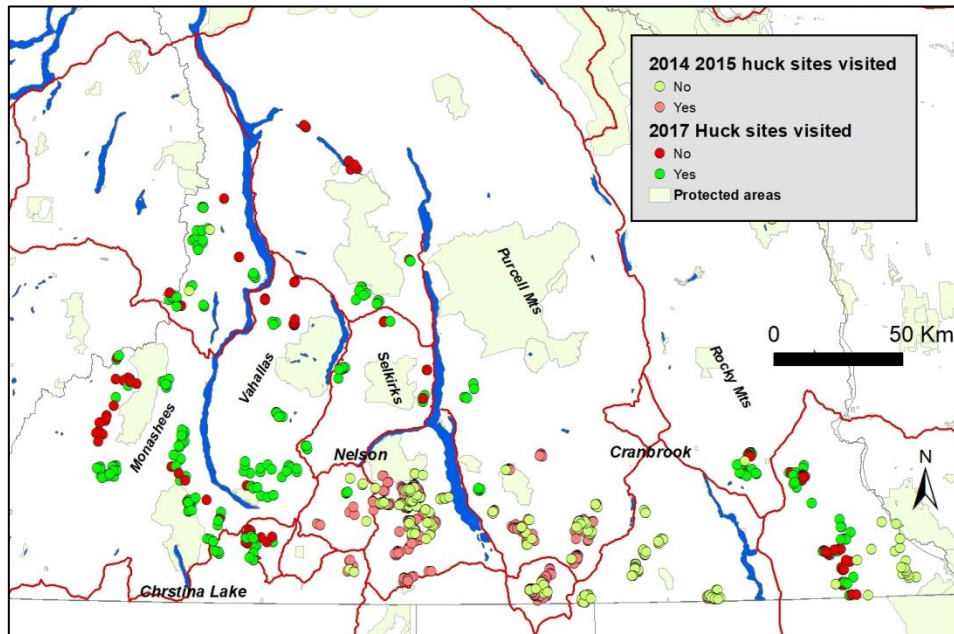 2014 2015 huck sites visited
No
Yes
2017 Huck sites visited
No
Yes
Protected areas
Purcell Mts
0 50 Km
Rocky Mts
Vahallas
Selkirks
Monashees
Nelson
Cranbrook
N
Chrstina Lake